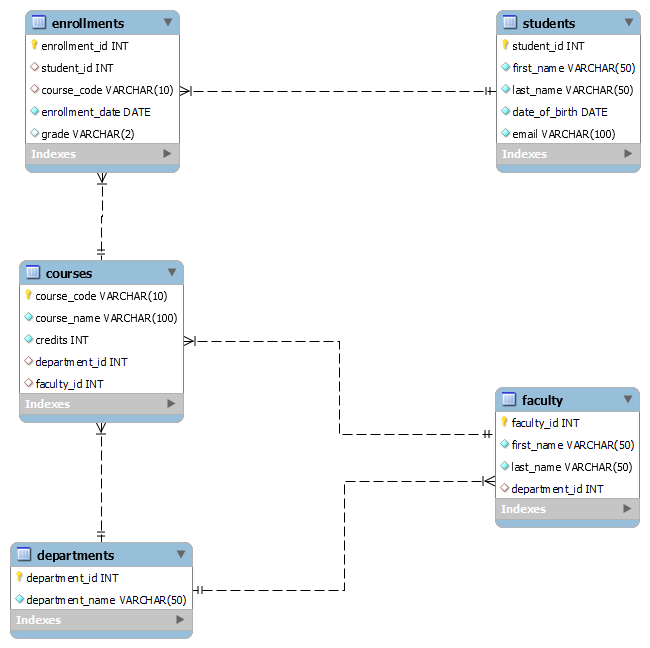 enrollments
enrollment_id INT
student_id INT
course_code VARCHAR(10)
enrollment_date DATE
grade VARCHAR(2)
Indexes
students
student_id INT
first_name VARCHAR(50)
last_name VARCHAR(50)
date_of_birth DATE
email VARCHAR(100)
Indexes
courses
course_code VARCHAR(10)
course_name VARCHAR(100)
credits INT
department_id INT
faculty_id INT
Indexes
faculty
faculty_id INT
first_name VARCHAR(50)
last_name VARCHAR(50)
department_id INT
Indexes
departments
department_id INT
department_name VARCHAR(50)
Indexes